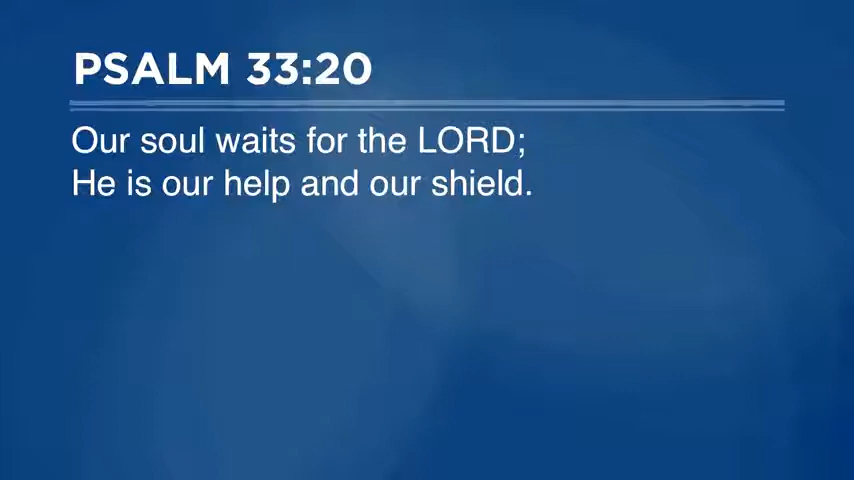 PSALM 33:20
Our soul waits for the LORD;
He is our help and our shield.